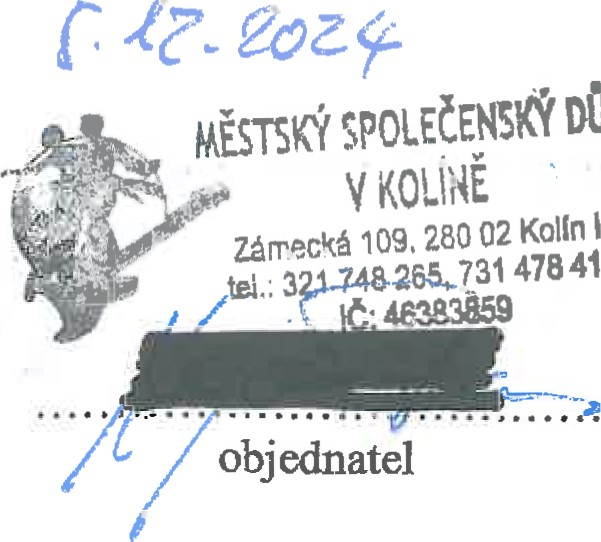 5.12.2024
MĚSTSKÝ SPOLEČENSKÝ DŮ
V KOLÍNĚ
Zámecká 109, 280 02 Kolín I
tel.: 321 748 265, 731 478 41
IČ: 46383859
objednatel